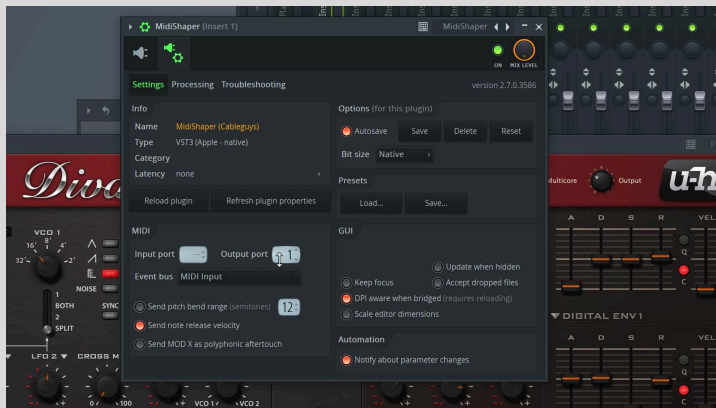 MidiShaper (Insert 1)
MidiShaper
ON
MIX LEVEL
Settings Processing Troubleshooting
version 2.7.0.3586
Info
Name MidiShaper (Cableguys)
Type VST3 (Apple - native)
Category
Latency none
Reload plugin
Refresh plugin properties
MIDI
Input port
Output port 1
Event bus MIDI Input
Send pitch bend range (semitones) 12
Send note release velocity
Send MOD X as polyphonic aftertouch
Options (for this plugin)
Autosave
Save
Delete
Reset
Bit size Native
Presets
Load...
Save...
GUI
Update when hidden
Keep focus
Accept dropped files
DPI aware when bridged (requires reloading)
Scale editor dimensions
Automation
Notify about parameter changes
Diva
VCO 1
16' 8' 4'
32' 2'
NOISE
1
BOTH
2
SPLIT
SYNC
LFO 2
CROSS M
0 100
VCO 1
VCO 2
Multicore
Output
u-h
A D S R VEL
Q
C
DIGITAL ENV 1
A D S R VEL
Q
C